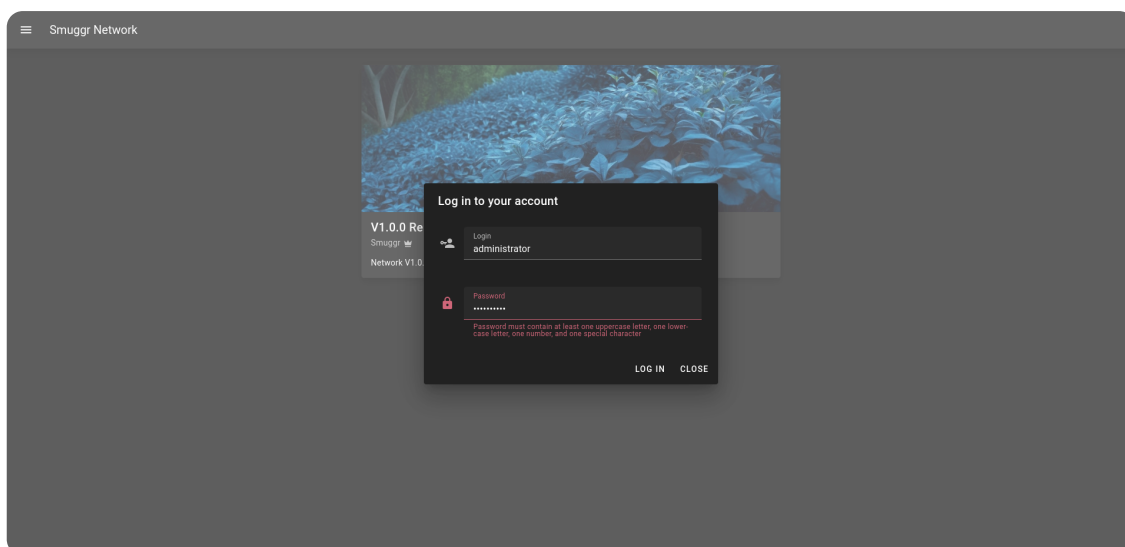 Smuggr Network
Log in to your account
Login
administrator
Password
••••••••••
Password must contain at least one uppercase letter, one lower-
case letter, one number, and one special character
LOG IN CLOSE
V1.0.0 Re
Smuggr
Network V1.0.